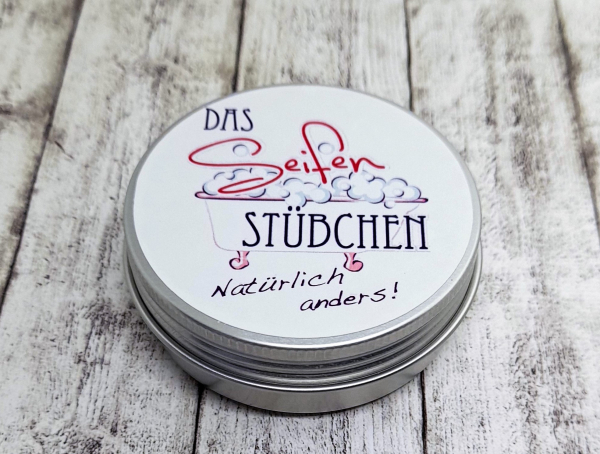 DAS
Seifen
STÜBCHEN
Natürlich
anders!